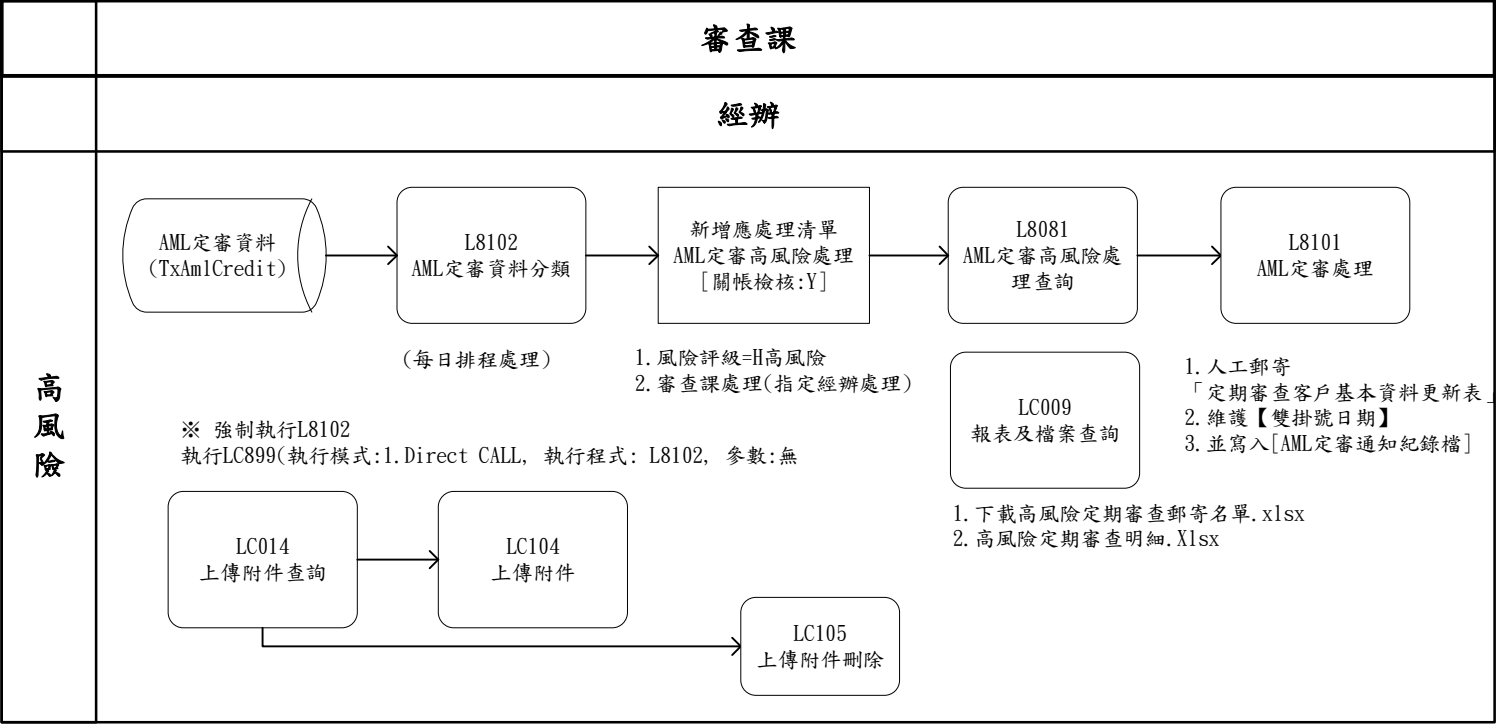 審查課
經辦
高
風
險
AML定審資料
(TxAmlCredit)
L8102
AML定審資料分類
新增應處理清單
AML定審高風險處理
[關帳檢核:Y]
L8081
AML定審高風險處
理查詢
L8101
AML定審處理
(每日排程處理)
1.風險評級=H高風險
2.審查課處理(指定經辦處理)
LC009
報表及檔案查詢
1.人工郵寄
「定期審查客戶基本資料更新表」
2.維護【雙掛號日期】
3.並寫入[AML定審通知紀錄檔]
※ 強制執行L8102
執行LC899(執行模式:1.Direct CALL, 執行程式: L8102, 參數:無
1.下載高風險定期審查郵寄名單.xlsx
2.高風險定期審查明細.Xlsx
LC014
上傳附件查詢
LC104
上傳附件
LC105
上傳附件刪除